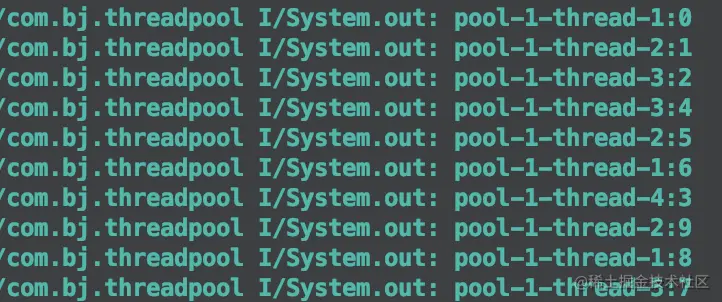 /com.bj.threadpool I/System.out: pool-1-thread-1:0
/com.bj.threadpool I/System.out: pool-1-thread-2:1
/com.bj.threadpool I/System.out: pool-1-thread-3:2
/com.bj.threadpool I/System.out: pool-1-thread-3:4
/com.bj.threadpool I/System.out: pool-1-thread-2:5
/com.bj.threadpool I/System.out: pool-1-thread-1:6
/com.bj.threadpool I/System.out: pool-1-thread-4:3
/com.bj.threadpool I/System.out: pool-1-thread-2:9
/com.bj.threadpool I/System.out: pool-1-thread-1:8
/com.bj.threadpool I/System.out: pool-1-thread-3:7
@稀土掘金技术社区